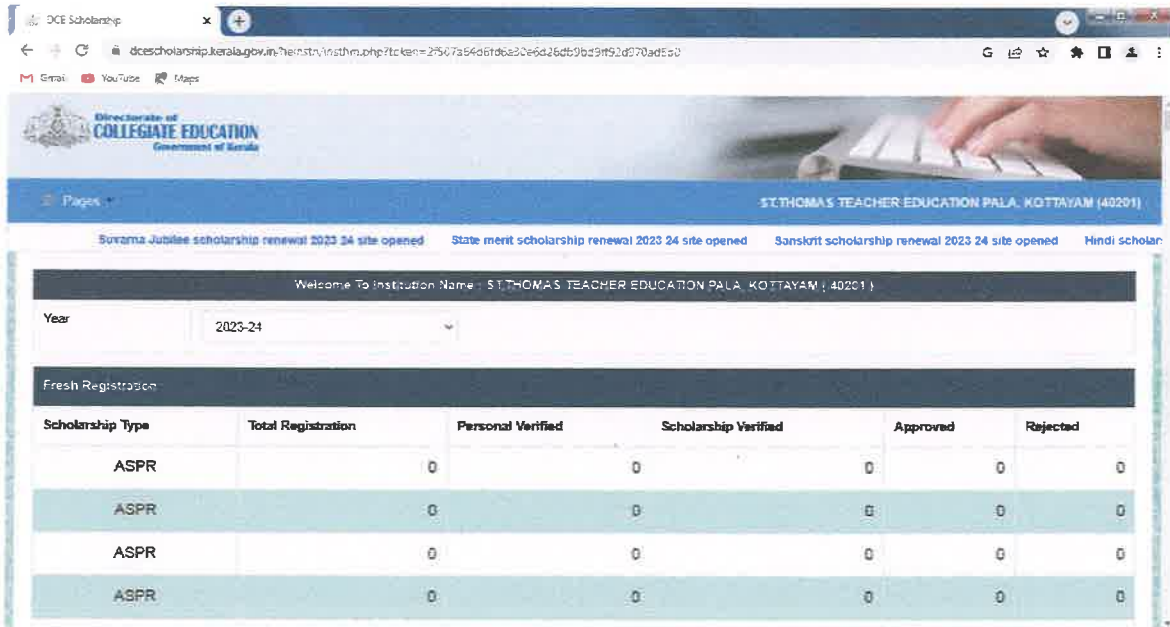 DCE Scholarship
Gmail YouTube Maps
Directorate of
COLLEGIATE EDUCATION
Government of Kerala
Pages ST.THOMAS TEACHER EDUCATION PALA, KOTTAYAM (40201)
Suvarna Jubilee scholarship renewal 2023 24 site opened State merit scholarship renewal 2023 24 site opened Sanskrit scholarship renewal 2023 24 site opened Hindi scholar
Welcome To Institution Name : ST.THOMAS TEACHER EDUCATION PALA, KOTTAYAM ( 40201 )
Year 2023-24
Fresh Registration
Scholarship Type Total Registration Personal Verified Scholarship Verified Approved Rejected
ASPR 0 0 0 0 0
ASPR 0 0 0 0 0
ASPR 0 0 0 0 0
ASPR 0 0 0 0 0